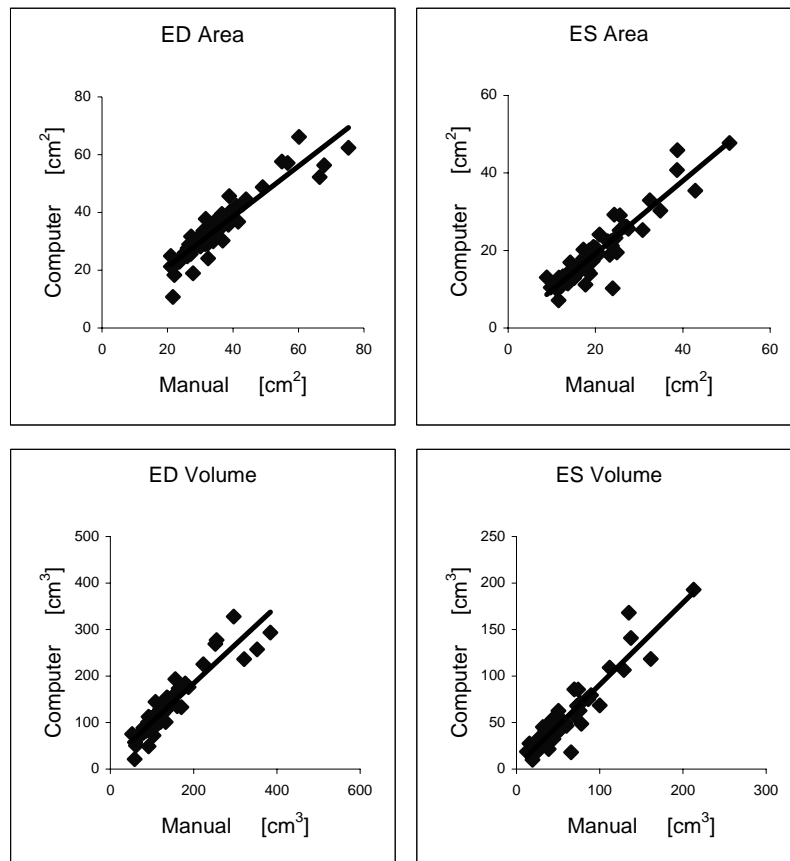 ED Area
80
60
40
20
0
0 20 40 60 80
Computer [cm²]
Manual [cm²]
ES Area
60
40
20
0
0 20 40 60
Computer [cm²]
Manual [cm²]
ED Volume
500
400
300
200
100
0
0 200 400 600
Computer [cm³]
Manual [cm³]
ES Volume
250
200
150
100
50
0
0 100 200 300
Computer [cm³]
Manual [cm³]